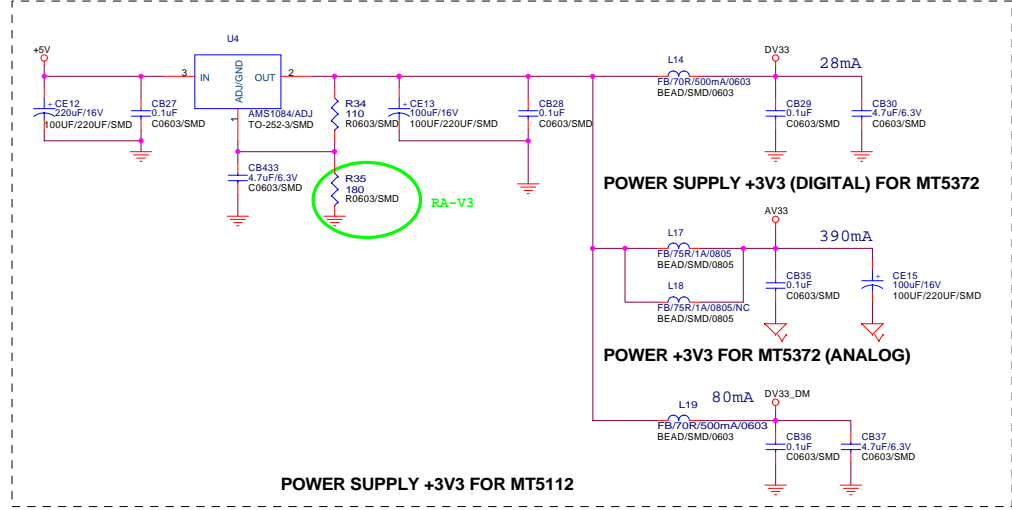 +5V
U4
3
IN
ADJ/GND
OUT
2
1
AMS1084/ADJ
TO-252-3/SMD
+
CE12
220uF/16V
100UF/220UF/SMD
CB27
0.1uF
C0603/SMD
R34
110
R0603/SMD
+
CE13
100uF/16V
100UF/220UF/SMD
CB28
0.1uF
C0603/SMD
CB433
4.7uF/6.3V
C0603/SMD
R35
180
R0603/SMD
RA-V3
L14
FB/70R/500mA/0603
BEAD/SMD/0603
DV33
28mA
CB29
0.1uF
C0603/SMD
CB30
4.7uF/6.3V
C0603/SMD
POWER SUPPLY +3V3 (DIGITAL) FOR MT5372
AV33
390mA
L17
FB/75R/1A/0805
BEAD/SMD/0805
L18
FB/75R/1A/0805/NC
BEAD/SMD/0805
CB35
0.1uF
C0603/SMD
+
CE15
100uF/16V
100UF/220UF/SMD
POWER +3V3 FOR MT5372 (ANALOG)
80mA
DV33_DM
L19
FB/70R/500mA/0603
BEAD/SMD/0603
CB36
0.1uF
C0603/SMD
CB37
4.7uF/6.3V
C0603/SMD
POWER SUPPLY +3V3 FOR MT5112